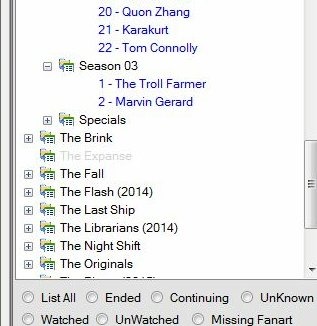 20 - Quon Zhang
21 - Karakurt
22 - Tom Connolly
Season 03
1 - The Troll Farmer
2 - Marvin Gerard
Specials
The Brink
The Expanse
The Fall
The Flash (2014)
The Last Ship
The Librarians (2014)
The Night Shift
The Originals
List All Ended Continuing UnKnown
Watched UnWatched Missing Fanart